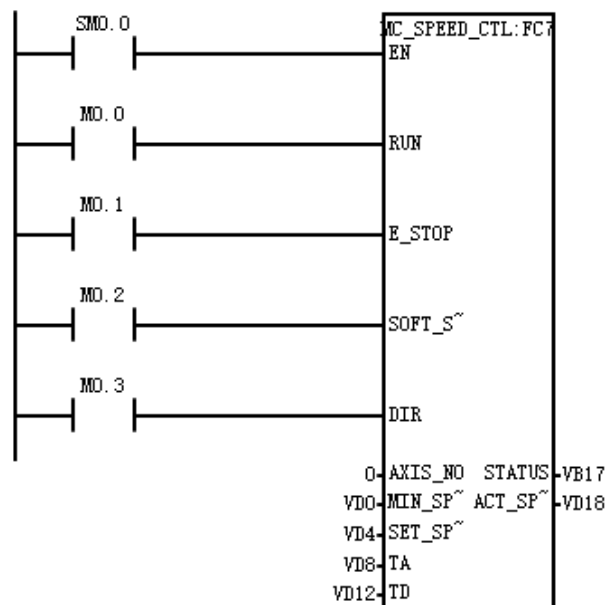 SM0.0
MC_SPEED_CTL:FC7
EN
M0.0
RUN
M0.1
E_STOP
M0.2
SOFT_S~
M0.3
DIR
0 AXIS_NO STATUS VB17
VD0 MIN_SP~ ACT_SP~ VD18
VD4 SET_SP~
VD8 TA
VD12 TD